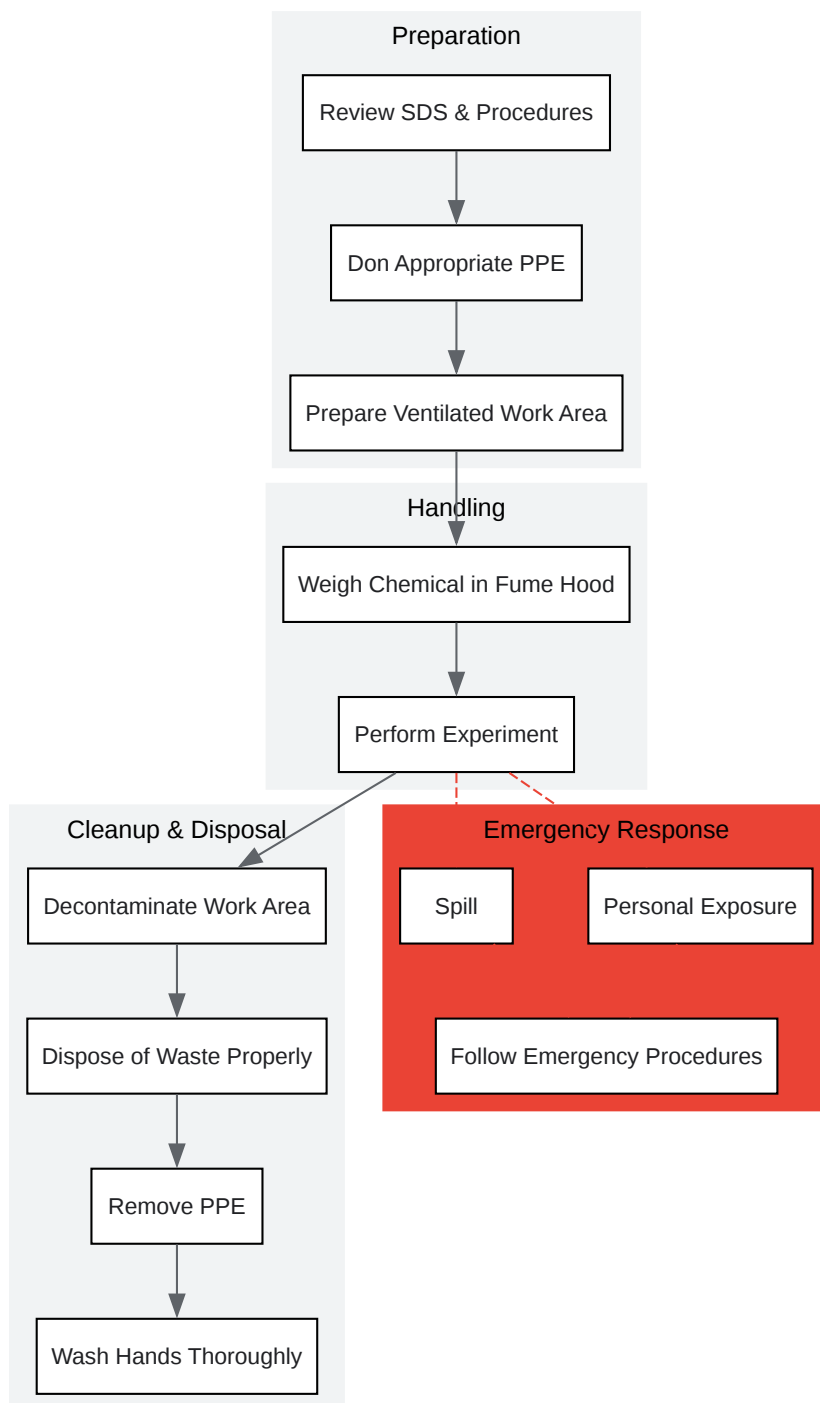 Preparation
Review SDS & Procedures
Don Appropriate PPE
Prepare Ventilated Work Area
Handling
Weigh Chemical in Fume Hood
Perform Experiment
Cleanup & Disposal
Decontaminate Work Area
Dispose of Waste Properly
Remove PPE
Wash Hands Thoroughly
Emergency Response
Spill
Personal Exposure
Follow Emergency Procedures